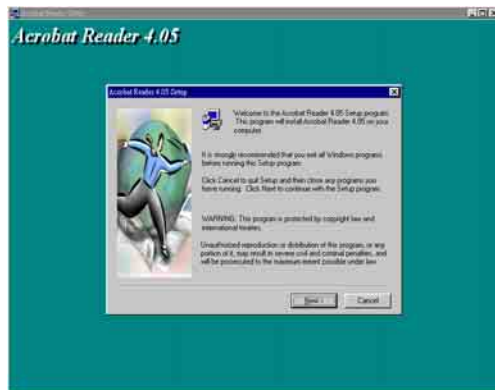 Acrobat Reader 4.05
Acrobat Reader 4.05 Setup
Welcome to the Acrobat Reader 4.05 Setup program.
This program will install Acrobat Reader 4.05 on your
computer.
It is strongly recommended that you exit all Windows programs
before running this Setup program.
Click Cancel to quit Setup and then close any programs you
have running. Click Next to continue with the Setup program.
WARNING: This program is protected by copyright law and
international treaties.
Unauthorized reproduction or distribution of this program, or any
portion of it, may result in severe civil and criminal penalties, and
will be prosecuted to the maximum extent possible under law.
Next >
Cancel